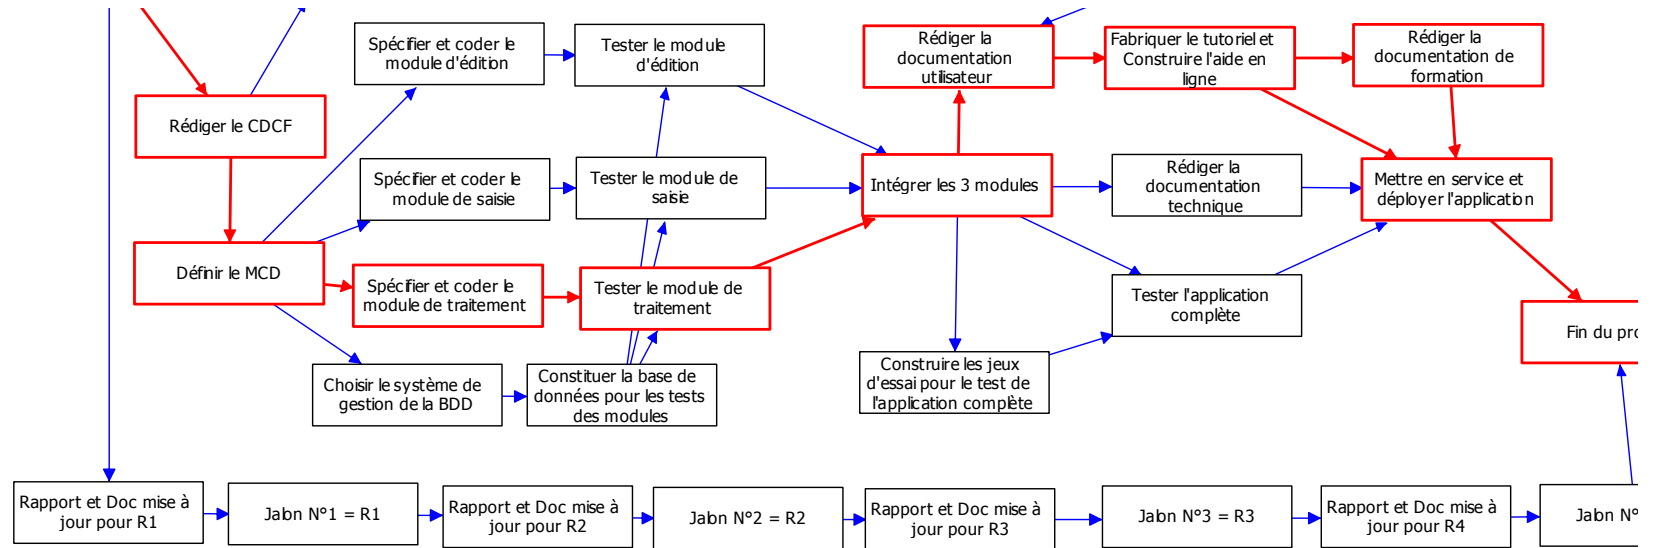 Rédiger le CDCF
Définir le MCD
Spécifier et coder le
module d'édition
Tester le module
d'édition
Spécifier et coder le
module de saisie
Tester le module de
saisie
Spécifier et coder le
module de traitement
Tester le module de
traitement
Choisir le système de
gestion de la BDD
Constituer la base de
données pour les tests
des modules
Rédiger la
documentation
utilisateur
Fabriquer le tutoriel et
Construire l'aide en
ligne
Rédiger la
documentation de
formation
Intégrer les 3 modules
Rédiger la
documentation
technique
Mettre en service et
déployer l'application
Tester l'application
complète
Construire les jeux
d'essai pour le test de
l'application complète
Fin du pro
Rapport et Doc mise à
jour pour R1
Jalon N°1 = R1
Rapport et Doc mise à
jour pour R2
Jalon N°2 = R2
Rapport et Doc mise à
jour pour R3
Jalon N°3 = R3
Rapport et Doc mise à
jour pour R4
Jalon N°